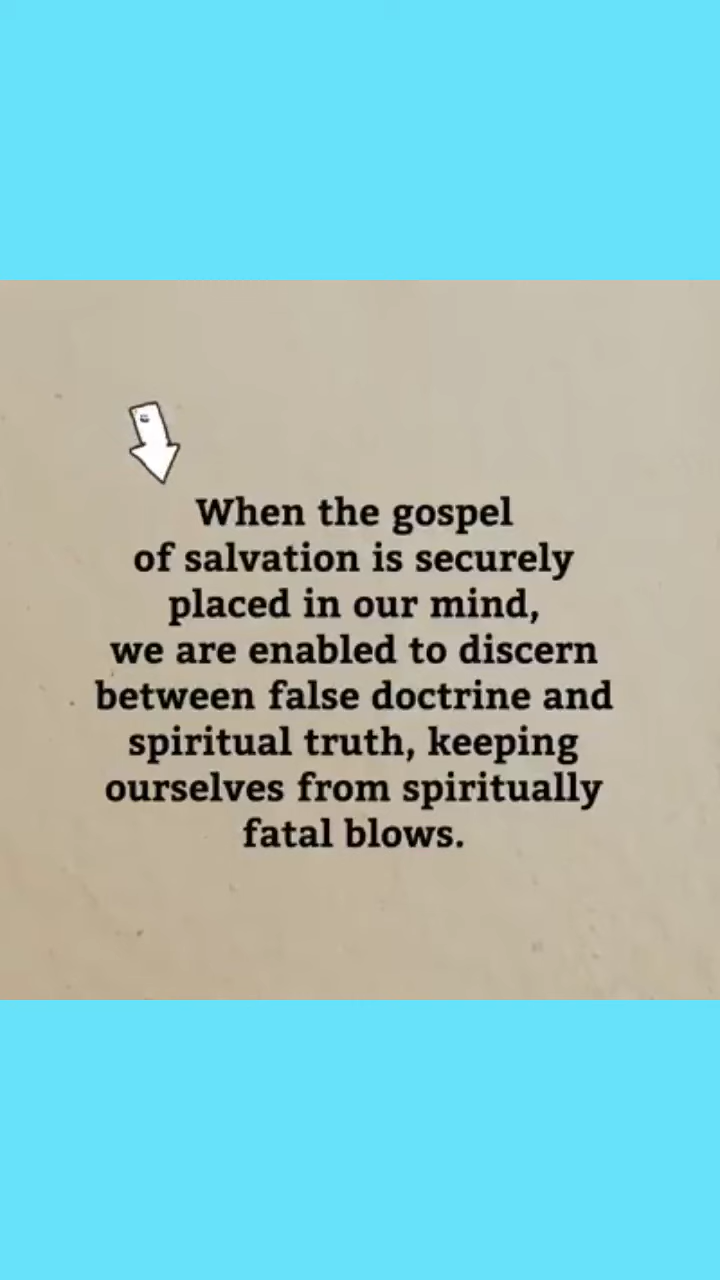 When the gospel
of salvation is securely
placed in our mind,
we are enabled to discern
between false doctrine and
spiritual truth, keeping
ourselves from spiritually
fatal blows.